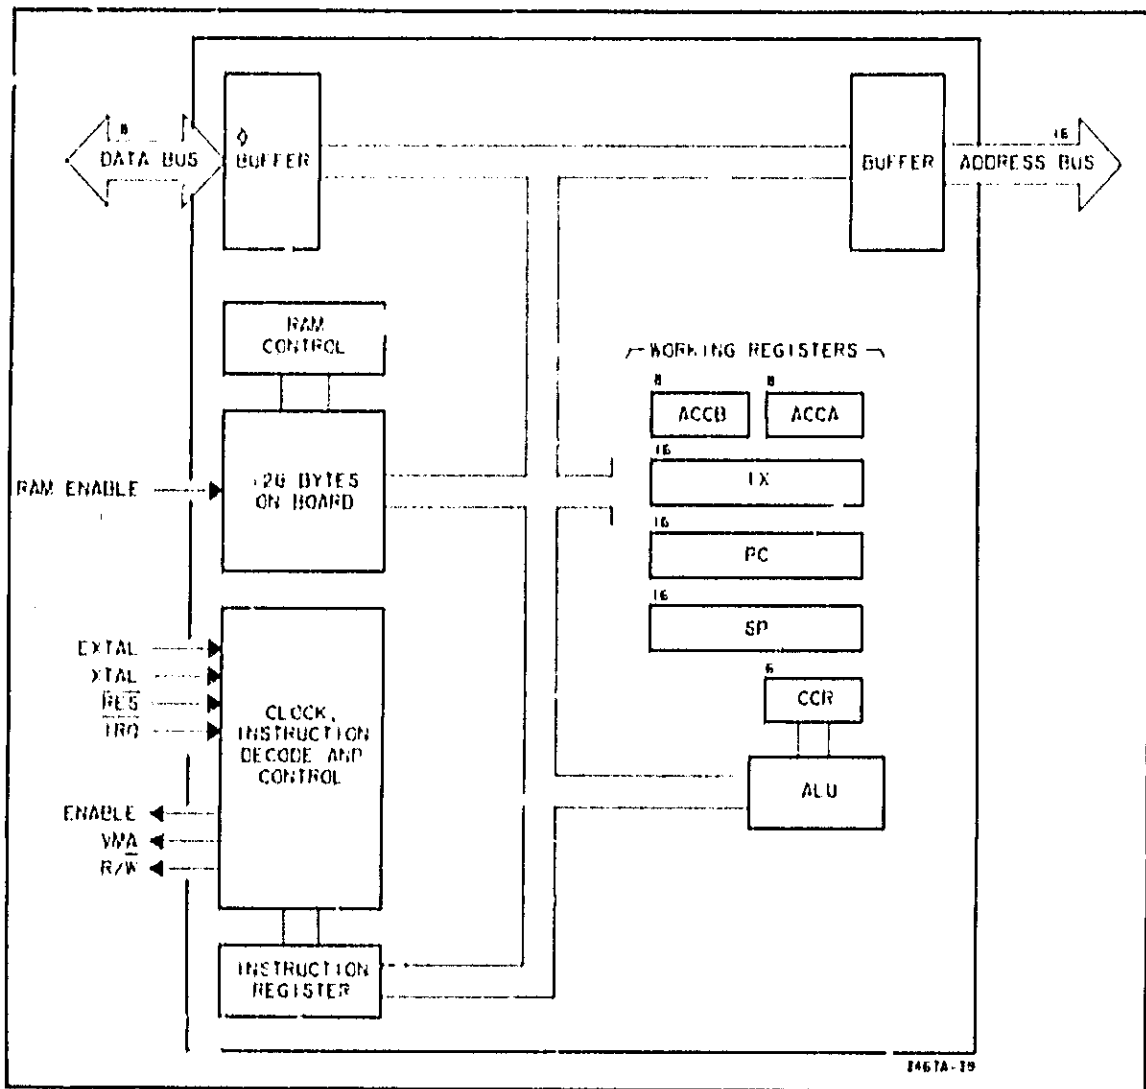 8
DATA BUS
BUFFER
BUFFER
16
ADDRESS BUS
RAM
CONTROL
WORKING REGISTERS
8
8
ACCB
ACCA
16
IX
RAM ENABLE
BYTES
ON BOARD
16
PC
16
SP
EXTAL
XTAL
RES
IRQ
CLOCK,
INSTRUCTION
DECODE AND
CONTROL
6
CCR
ALU
ENABLE
VMA
R/W
INSTRUCTION
REGISTER
3467A-39